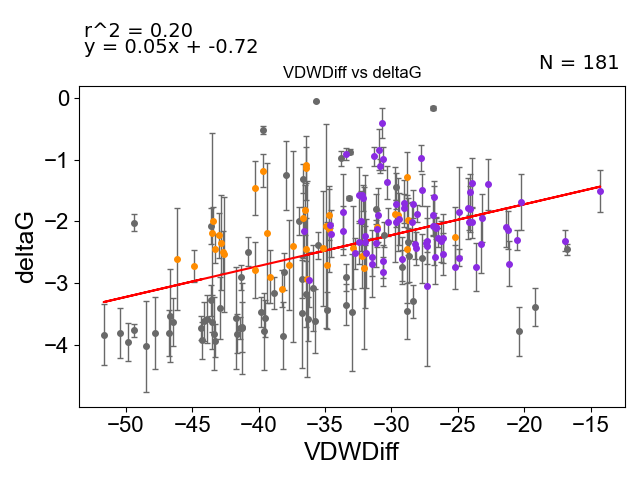 r^2 = 0.20
y = 0.05x + -0.72
N = 181
VDWDiff vs deltaG
0
−1
−2
−3
−4
deltaG
−50 −45 −40 −35 −30 −25 −20 −15
VDWDiff